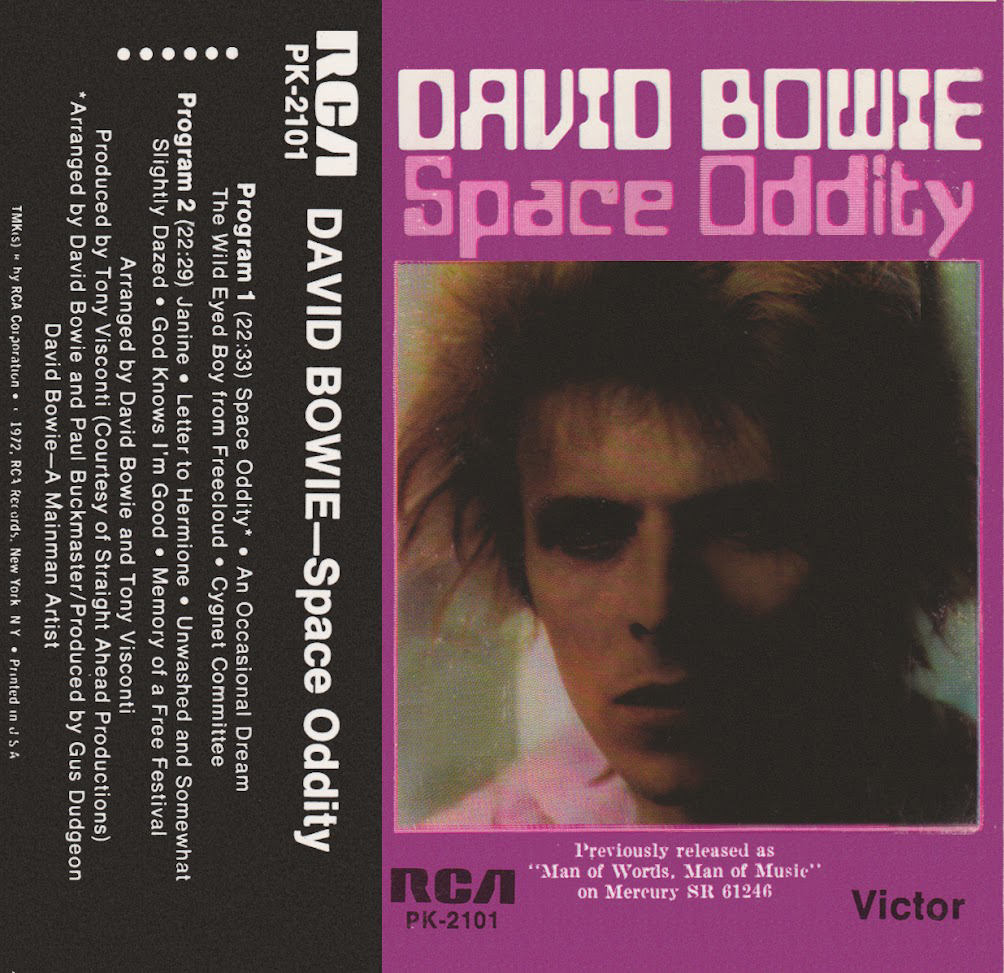 DAVID BOWIE
Space Oddity
Previously released as
"Man of Words, Man of Music"
on Mercury SR 61246
RCA
PK-2101
Victor
RCA DAVID BOWIE—Space Oddity
PK-2101
Program 1 (22:33) Space Oddity* • An Occasional Dream
The Wild Eyed Boy from Freecloud • Cygnet Committee
Program 2 (22:29) Janine • Letter to Hermione • Unwashed and Somewhat
Slightly Dazed • God Knows I'm Good • Memory of a Free Festival
Arranged by David Bowie and Tony Visconti
Produced by Tony Visconti (Courtesy of Straight Ahead Productions)
*Arranged by David Bowie and Paul Buckmaster/Produced by Gus Dudgeon
David Bowie—A Mainman Artist
TMK(s) by RCA Corporation • 1972, RCA Records, New York N Y • Printed in U S A